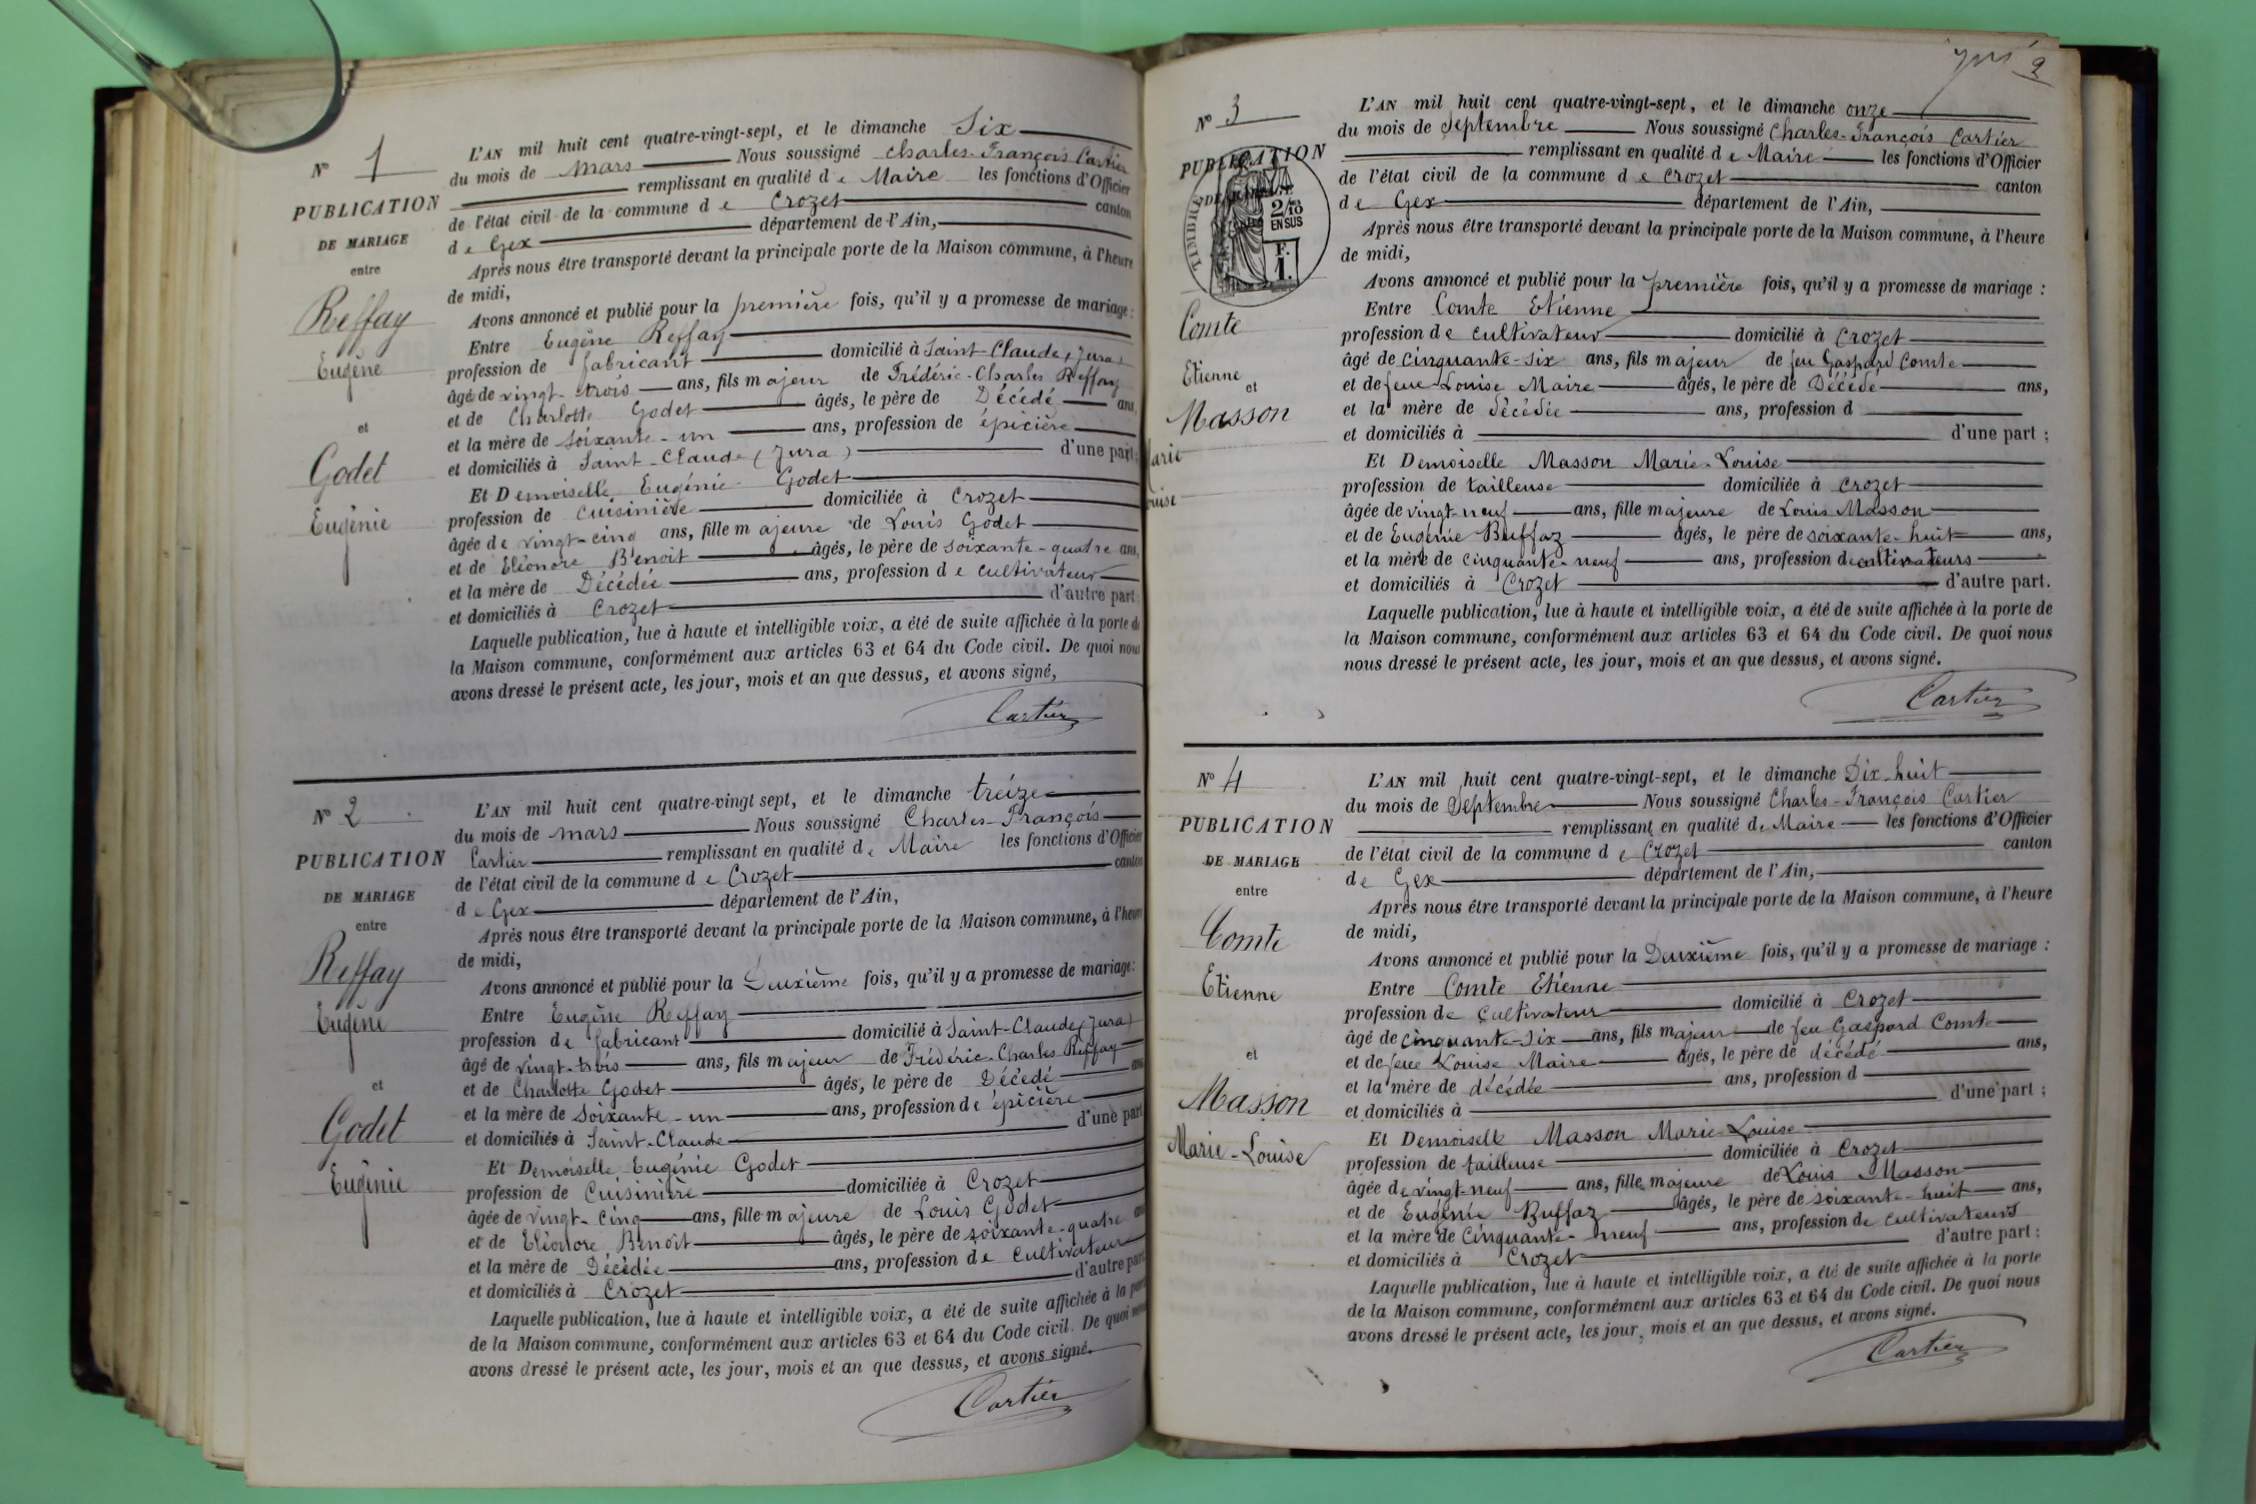 N° 1
PUBLICATION
DE MARIAGE
entre
Reffay
Eugène
et
Godet
Eugènie
L'AN mil huit cent quatre-vingt-sept, et le dimanche Six
du mois de mars Nous soussigné Charles-François Cartier
remplissant en qualité de Maire les fonctions d'Officier
de l'état civil de la commune de Crozet canton
de Gex département de l'Ain,
Après nous être transporté devant la principale porte de la Maison commune, à l'heure
de midi,
Avons annoncé et publié pour la première fois, qu'il y a promesse de mariage :
Entre Eugène Reffay
profession de fabricant domicilié à Saint-Claude (Jura)
âgé de vingt-trois ans, fils majeur de Frédéric-Charles Reffay
et de Charlotte Godet âgés, le père de Décédé ans,
et la mère de soixante-un ans, profession de épicière
et domiciliés à Saint-Claude (Jura) d'une part;
Et Demoiselle Eugénie Godet
profession de Cuisinière domiciliée à Crozet
âgée de vingt-cinq ans, fille majeure de Louis Godet
et de Eléonore Benoit âgés, le père de soixante-quatre ans,
et la mère de Décédée ans, profession de cultivateur
et domiciliés à Crozet d'autre part.
Laquelle publication, lue à haute et intelligible voix, a été de suite affichée à la porte de
la Maison commune, conformément aux articles 63 et 64 du Code civil. De quoi nous
avons dressé le présent acte, les jour, mois et an que dessus, et avons signé,
Cartier
N° 2
PUBLICATION
DE MARIAGE
entre
Reffay
Eugène
et
Godet
Eugénie
L'AN mil huit cent quatre-vingt sept, et le dimanche treize
du mois de mars Nous soussigné Charles-François
Cartier remplissant en qualité de Maire les fonctions d'Officier
de l'état civil de la commune de Crozet canton
de Gex département de l'Ain,
Après nous être transporté devant la principale porte de la Maison commune, à l'heure
de midi,
Avons annoncé et publié pour la Deuxième fois, qu'il y a promesse de mariage:
Entre Eugène Reffay
profession de fabricant domicilié à Saint-Claude (Jura)
âgé de vingt-trois ans, fils majeur de Frédéric-Charles Reffay
et de Charlotte Godet âgés, le père de Décédé ans
et la mère de soixante-un ans, profession de épicière
et domiciliés à Saint-Claude d'une part
Et Demoiselle Eugénie Godet
profession de Cuisinière domiciliée à Crozet
âgée de vingt-cinq ans, fille majeure de Louis Godet
et de Eléonore Benoît âgés, le père de soixante-quatre ans
et la mère de Décédée ans, profession de cultivateur
et domiciliés à Crozet d'autre part
Laquelle publication, lue à haute et intelligible voix, a été de suite affichée à la porte
de la Maison commune, conformément aux articles 63 et 64 du Code civil. De quoi nous
avons dressé le présent acte, les jour, mois et an que dessus, et avons signé.
Cartier
2
N° 3
PUBLICATION
DE MARIAGE
TIMBRE
2/10
EN SUS
F.
1.
Comte
Etienne
et
Masson
Marie
Louise
L'AN mil huit cent quatre-vingt-sept, et le dimanche onze
du mois de Septembre Nous soussigné Charles-François Cartier
remplissant en qualité de Maire les fonctions d'Officier
de l'état civil de la commune de Crozet canton
de Gex département de l'Ain,
Après nous être transporté devant la principale porte de la Maison commune, à l'heure
de midi,
Avons annoncé et publié pour la première fois, qu'il y a promesse de mariage :
Entre Comte Etienne
profession de cultivateur domicilié à Crozet
âgé de cinquante-six ans, fils majeur de feu Gaspard Comte
et de feue Louise Maire âgés, le père de Décédé ans,
et la mère de décédée ans, profession d
et domiciliés à d'une part ;
Et Demoiselle Masson Marie-Louise
profession de tailleuse domiciliée à Crozet
âgée de vingt-neuf ans, fille majeure de Louis Masson
et de Eugénie Buffaz âgés, le père de soixante-huit ans,
et la mère de cinquante-neuf ans, profession de cultivateurs
et domiciliés à Crozet d'autre part.
Laquelle publication, lue à haute et intelligible voix, a été de suite affichée à la porte de
la Maison commune, conformément aux articles 63 et 64 du Code civil. De quoi nous
nous dressé le présent acte, les jour, mois et an que dessus, et avons signé.
Cartier
N° 4
PUBLICATION
DE MARIAGE
entre
Comte
Etienne
et
Masson
Marie-Louise
L'AN mil huit cent quatre-vingt-sept, et le dimanche Dix-huit
du mois de Septembre Nous soussigné Charles-François Cartier
remplissant en qualité de Maire les fonctions d'Officier
de l'état civil de la commune de Crozet canton
de Gex département de l'Ain,
Après nous être transporté devant la principale porte de la Maison commune, à l'heure
de midi,
Avons annoncé et publié pour la Deuxième fois, qu'il y a promesse de mariage :
Entre Comte Etienne
profession de cultivateur domicilié à Crozet
âgé de cinquante-six ans, fils majeur de feu Gaspard Comte
et de feue Louise Maire âgés, le père de décédé ans,
et la mère de décédée ans, profession d
et domiciliés à d'une part ;
Et Demoiselle Masson Marie-Louise
profession de tailleuse domiciliée à Crozet
âgée de vingt-neuf ans, fille majeure de Louis Masson
et de Eugénie Buffaz âgés, le père de soixante-huit ans,
et la mère de cinquante-neuf ans, profession de cultivateurs
et domiciliés à Crozet d'autre part :
Laquelle publication, lue à haute et intelligible voix, a été de suite affichée à la porte
de la Maison commune, conformément aux articles 63 et 64 du Code civil. De quoi nous
avons dressé le présent acte, les jour, mois et an que dessus, et avons signé.
Cartier